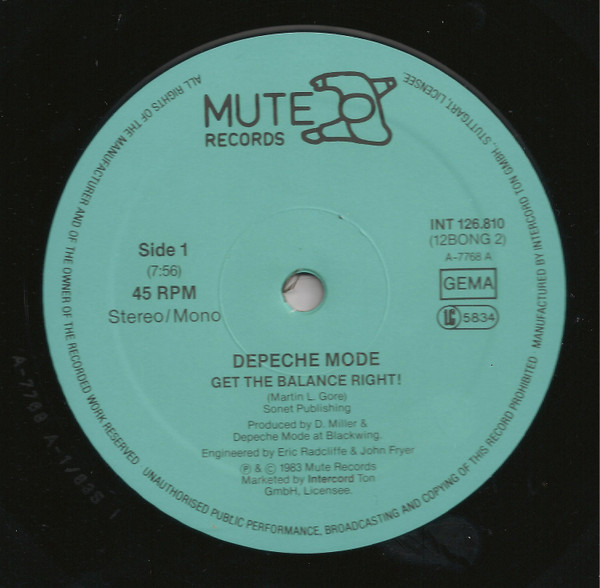 MUTE
RECORDS
Side 1
(7:56)
45 RPM
Stereo/Mono
INT 126.810
(12BONG 2)
A-7768 A
GEMA
LC 5834
DEPECHE MODE
GET THE BALANCE RIGHT!
(Martin L. Gore)
Sonet Publishing
Produced by D. Miller &
Depeche Mode at Blackwing.
Engineered by Eric Radcliffe & John Fryer
Ⓟ & © 1983 Mute Records
Marketed by Intercord Ton
GmbH, Licensee.
ALL RIGHTS OF THE MANUFACTURER AND OF THE OWNER OF THE RECORDED WORK RESERVED · UNAUTHORISED PUBLIC PERFORMANCE, BROADCASTING AND COPYING OF THIS RECORD PROHIBITED · MANUFACTURED BY INTERCORD TON GMBH., STUTTGART, LICENSEE.